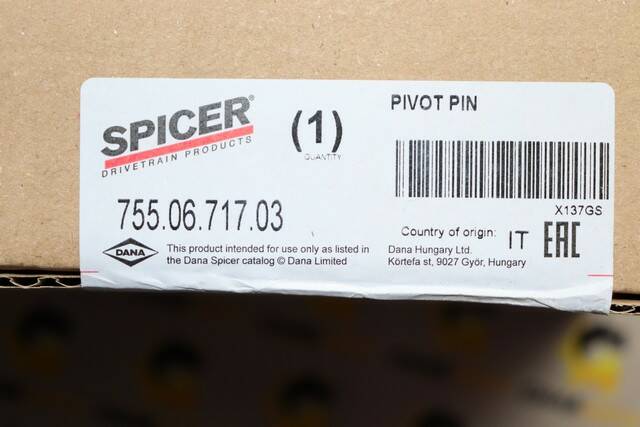 SPICER®
DRIVETRAIN PRODUCTS
(1)
QUANTITY
PIVOT PIN
X137GS
755.06.717.03
Country of origin: IT
EAC
DANA
This product intended for use only as listed in
the Dana Spicer catalog © Dana Limited
Dana Hungary Ltd.
Körtefa st, 9027 Györ, Hungary